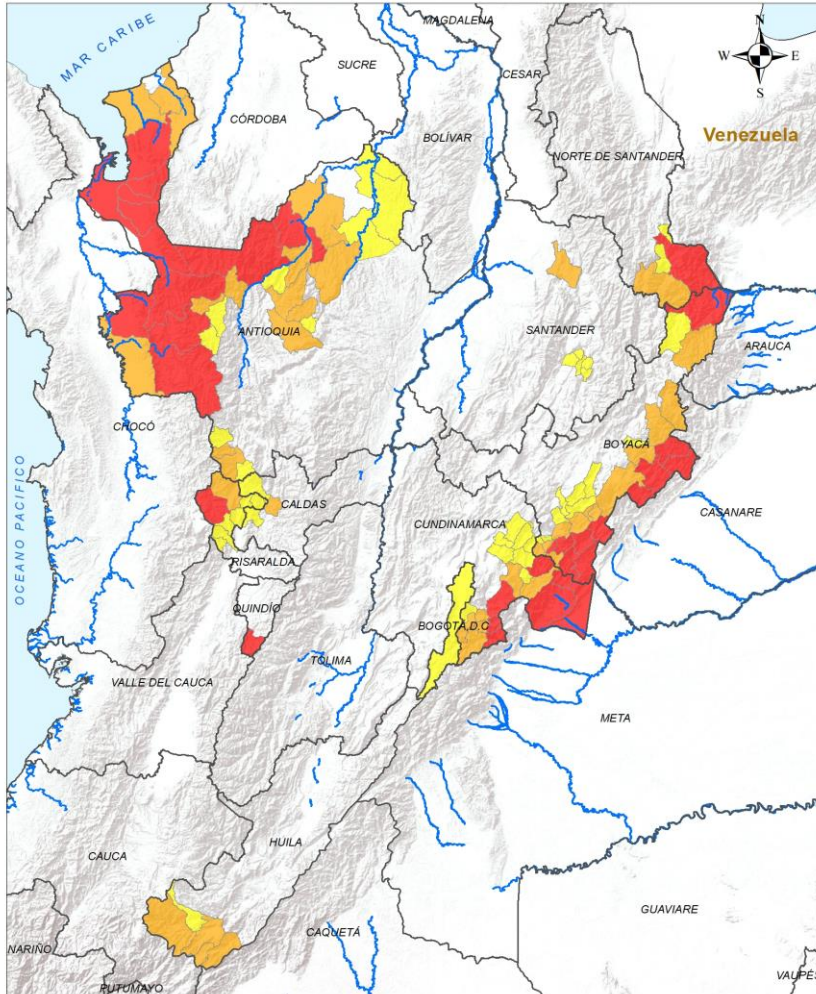 MAGDALENA
N
W E
S
MAR CARIBE
SUCRE
CESAR
CÓRDOBA
BOLÍVAR
Venezuela
NORTE DE SANTANDER
ANTIOQUIA
SANTANDER
ARAUCA
CHOCÓ
BOYACÁ
OCEANO PACIFICO
CALDAS
CUNDINAMARCA
CASANARE
RISARALDA
QUINDÍO
BOGOTÁ,D.C
TOLIMA
VALLE DEL CAUCA
META
HUILA
CAUCA
GUAVIARE
CAQUETÁ
NARIÑO
PUTUMAYO
VAUPÉS